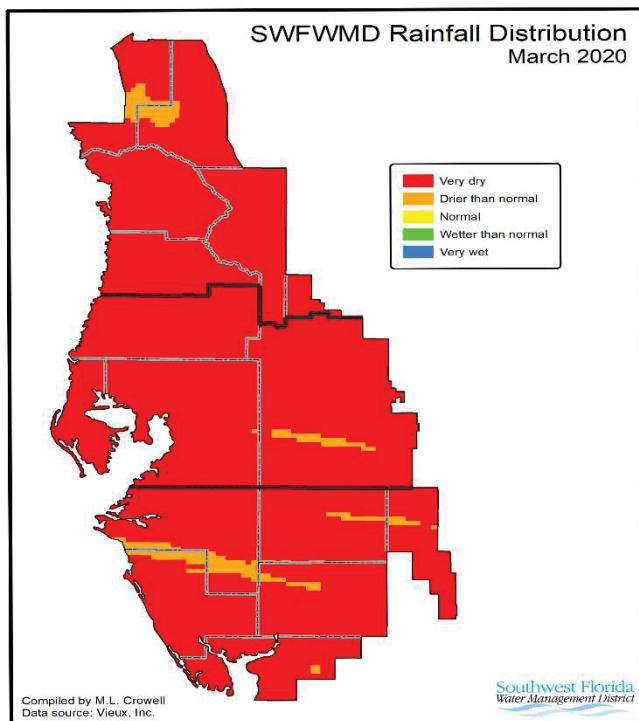 SWFWMD Rainfall Distribution
March 2020
Very dry
Drier than normal
Normal
Wetter than normal
Very wet
Compiled by M.L. Crowell
Data source: Vieux, Inc.
Southwest Florida
Water Management District